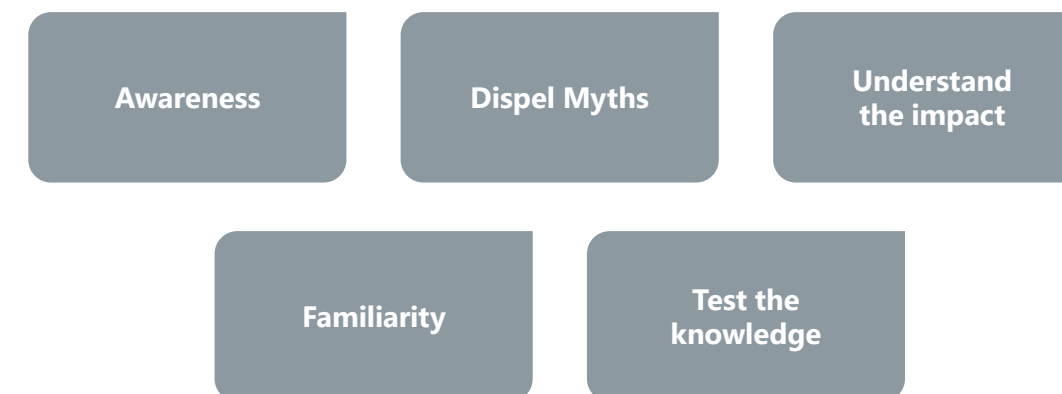 Awareness
Dispel Myths
Understand
the impact
Familiarity
Test the
knowledge